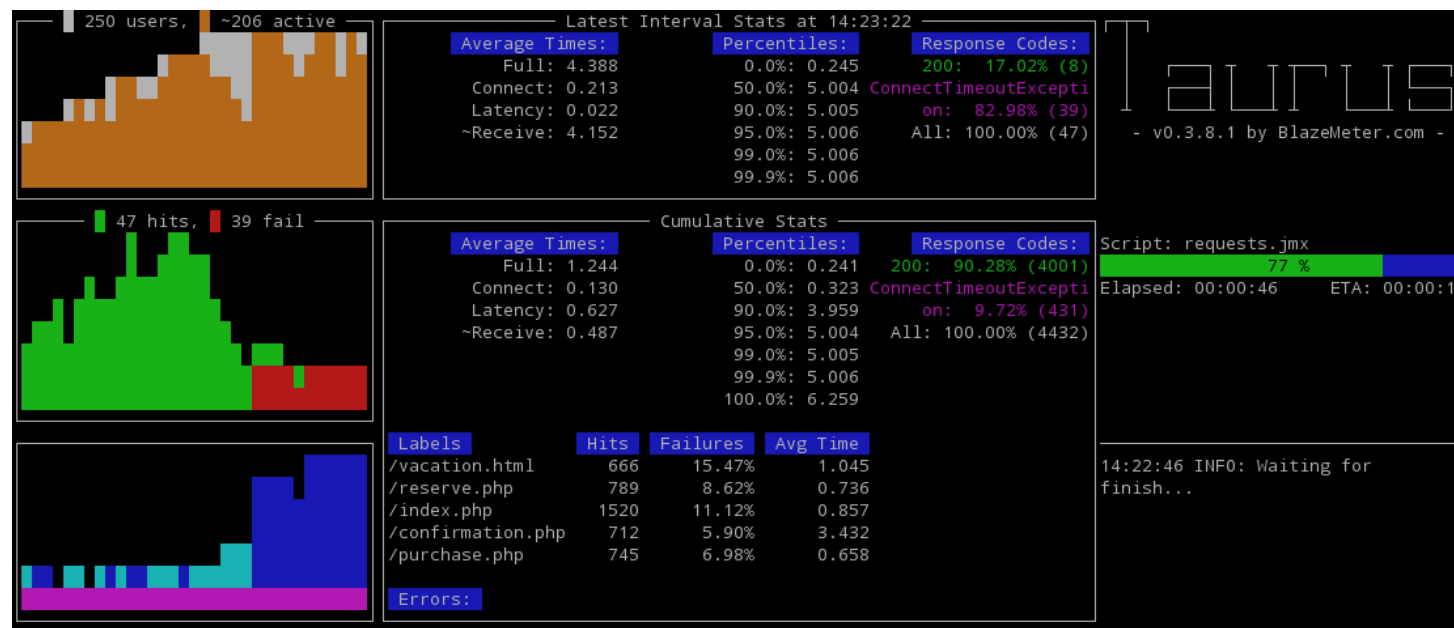 250 users, ~206 active
Latest Interval Stats at 14:23:22
Average Times: Percentiles: Response Codes:
Full: 4.388 0.0%: 0.245 200: 17.02% (8)
Connect: 0.213 50.0%: 5.004 ConnectTimeoutExcepti
Latency: 0.022 90.0%: 5.005 on: 82.98% (39)
~Receive: 4.152 95.0%: 5.006 All: 100.00% (47)
99.0%: 5.006
99.9%: 5.006
Taurus
- v0.3.8.1 by BlazeMeter.com -
47 hits, 39 fail
Cumulative Stats
Average Times: Percentiles: Response Codes:
Full: 1.244 0.0%: 0.241 200: 90.28% (4001)
Connect: 0.130 50.0%: 0.323 ConnectTimeoutExcepti
Latency: 0.627 90.0%: 3.959 on: 9.72% (431)
~Receive: 0.487 95.0%: 5.004 All: 100.00% (4432)
99.0%: 5.005
99.9%: 5.006
100.0%: 6.259
Script: requests.jmx
77 %
Elapsed: 00:00:46 ETA: 00:00:1
Labels Hits Failures Avg Time
/vacation.html 666 15.47% 1.045
/reserve.php 789 8.62% 0.736
/index.php 1520 11.12% 0.857
/confirmation.php 712 5.90% 3.432
/purchase.php 745 6.98% 0.658
Errors:
14:22:46 INFO: Waiting for
finish...